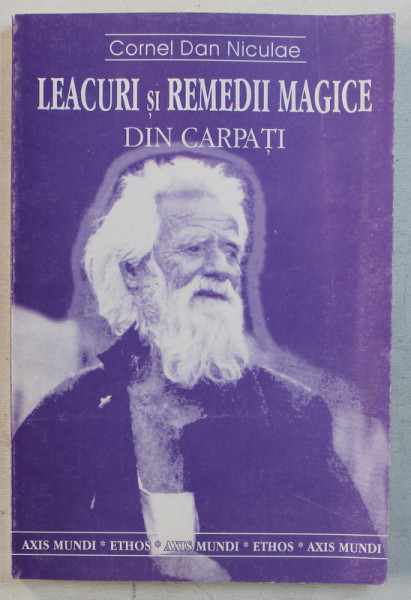 Cornel Dan Niculae
LEACURI și REMEDII MAGICE
DIN CARPAȚI
AXIS MUNDI * ETHOS * AXIS MUNDI * ETHOS * AXIS MUNDI